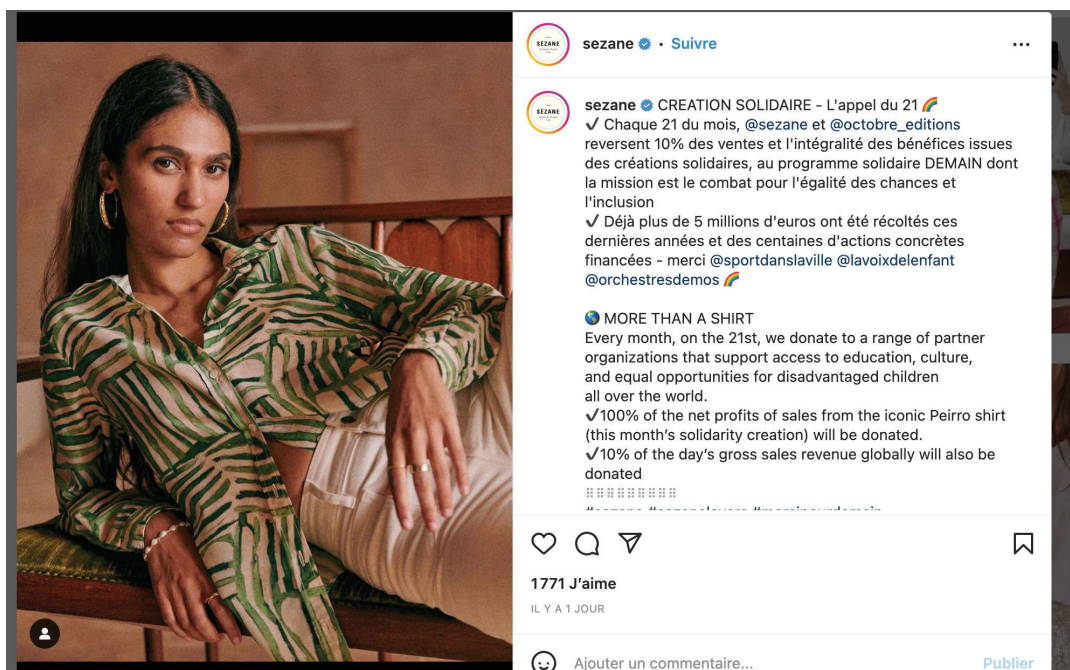 SÉZANE
sezane • Suivre
SÉZANE
sezane CREATION SOLIDAIRE - L'appel du 21 🌈
✓ Chaque 21 du mois, @sezane et @octobre_editions
reversent 10% des ventes et l'intégralité des bénéfices issues
des créations solidaires, au programme solidaire DEMAIN dont
la mission est le combat pour l'égalité des chances et
l'inclusion
✓ Déjà plus de 5 millions d'euros ont été récoltés ces
dernières années et des centaines d'actions concrètes
financées - merci @sportdanslaville @lavoixdelenfant
@orchestresdemos 🌈
🌎 MORE THAN A SHIRT
Every month, on the 21st, we donate to a range of partner
organizations that support access to education, culture,
and equal opportunities for disadvantaged children
all over the world.
✓100% of the net profits of sales from the iconic Peirro shirt
(this month's solidarity creation) will be donated.
✓10% of the day's gross sales revenue globally will also be
donated
⠿⠿⠿⠿⠿⠿⠿⠿⠿
1771 J'aime
IL Y A 1 JOUR
Ajouter un commentaire... Publier